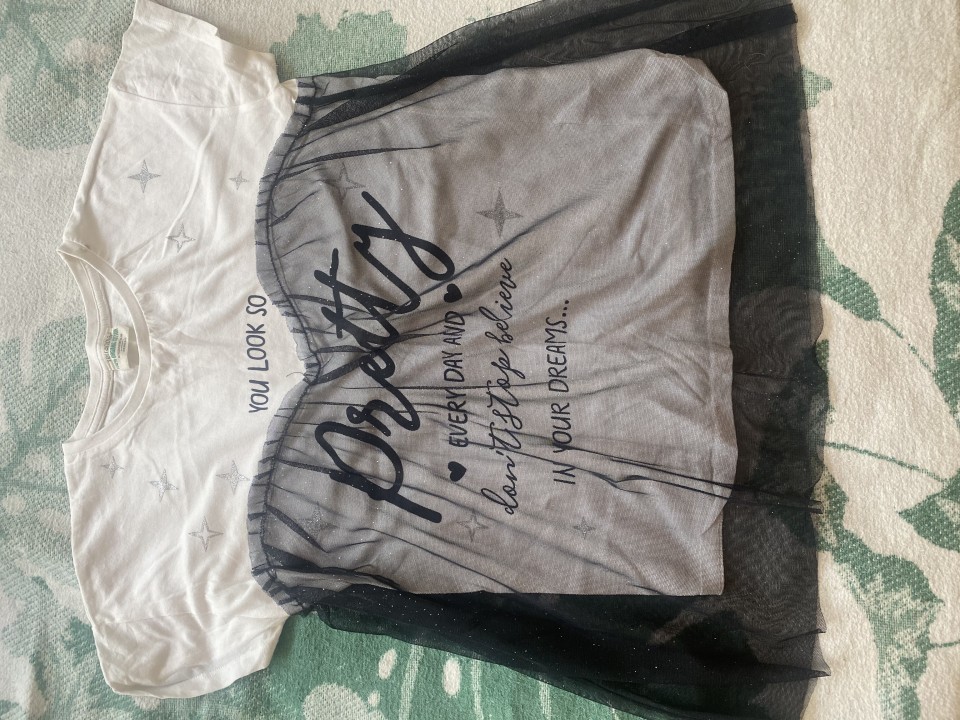 YOU LOOK SO
Pretty
EVERY DAY AND
don't stop believe
IN YOUR DREAMS...